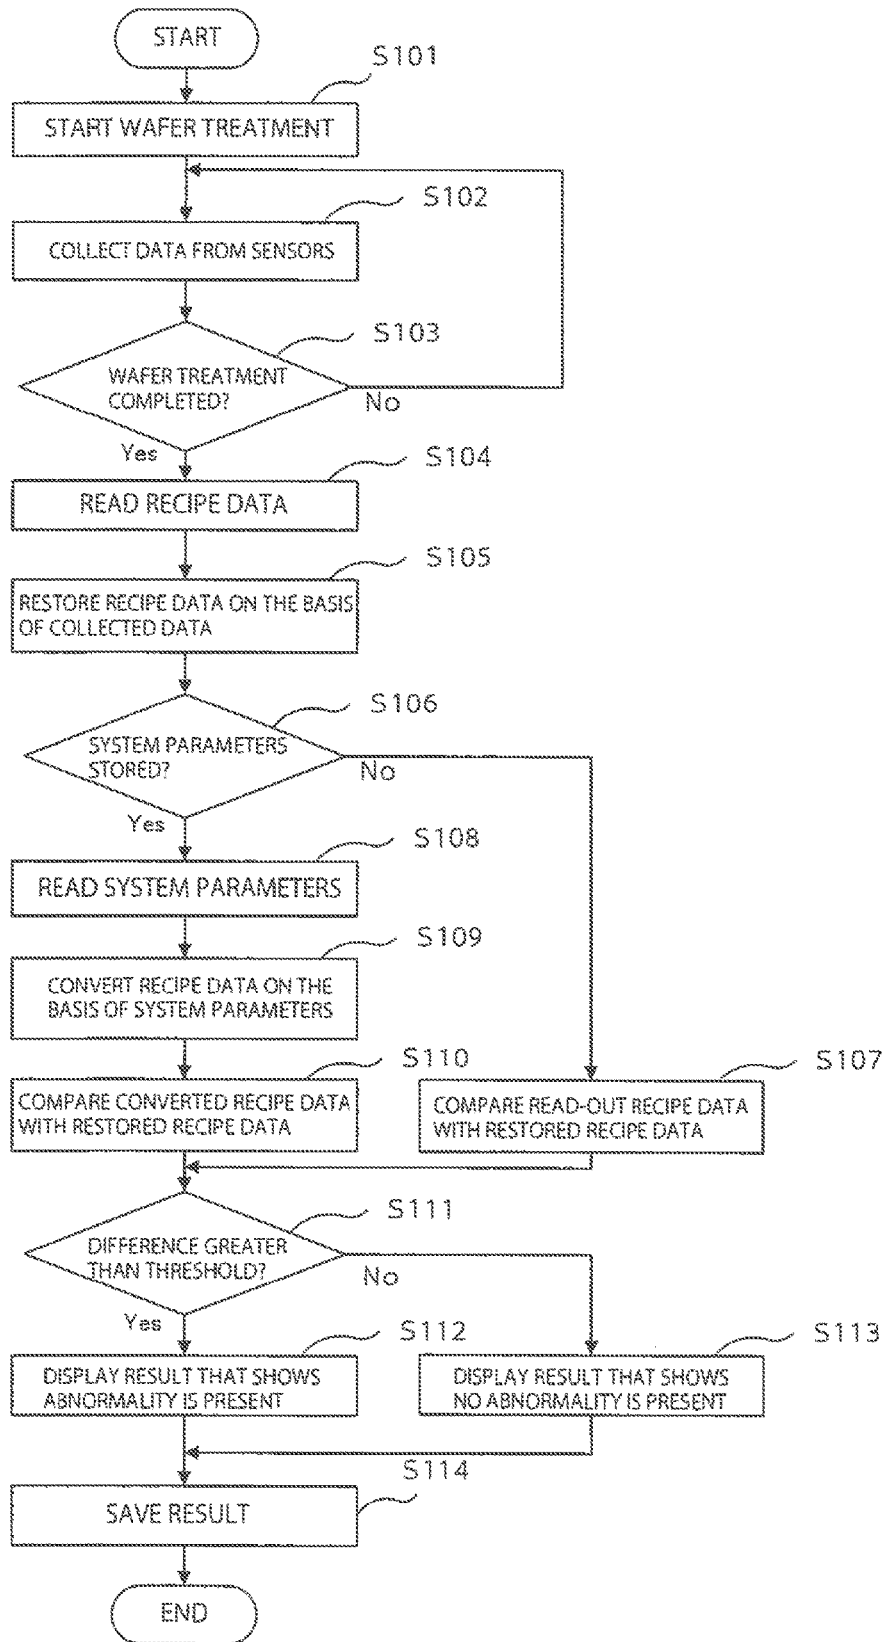 START
S101
START WAFER TREATMENT
S102
COLLECT DATA FROM SENSORS
S103
WAFER TREATMENT
COMPLETED?
No
Yes
S104
READ RECIPE DATA
S105
RESTORE RECIPE DATA ON THE BASIS
OF COLLECTED DATA
S106
SYSTEM PARAMETERS
STORED?
No
Yes
S108
READ SYSTEM PARAMETERS
S109
CONVERT RECIPE DATA ON THE
BASIS OF SYSTEM PARAMETERS
S110
COMPARE CONVERTED RECIPE DATA
WITH RESTORED RECIPE DATA
S107
COMPARE READ-OUT RECIPE DATA
WITH RESTORED RECIPE DATA
S111
DIFFERENCE GREATER
THAN THRESHOLD?
No
Yes
S112
DISPLAY RESULT THAT SHOWS
ABNORMALITY IS PRESENT
S113
DISPLAY RESULT THAT SHOWS
NO ABNORMALITY IS PRESENT
S114
SAVE RESULT
END